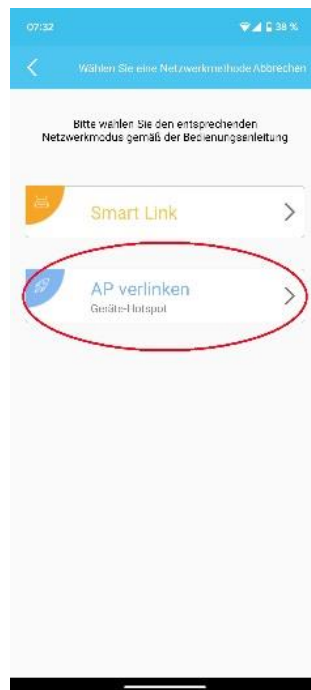 07:32 38 %
Wählen Sie eine Netzwerkmethode Abbrechen
Bitte wählen Sie den entsprechenden
Netzwerkmodus gemäß der Bedienungsanleitung
Smart Link
AP verlinken
Geräte-Hotspot